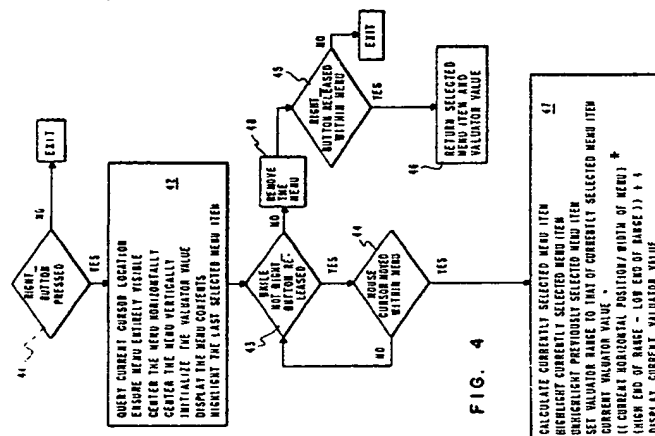 41
RIGHT
BUTTON
PRESSED
NO
EXIT
YES
42
QUERY CURRENT CURSOR LOCATION
ENSURE MENU ENTIRELY VISIBLE
CENTER THE MENU HORIZONTALLY
CENTER THE MENU VERTICALLY
INITIALIZE THE VALUATOR VALUE
DISPLAY THE MENU CONTENTS
HIGHLIGHT THE LAST SELECTED MENU ITEM
43
WHILE
NOT RIGHT
BUTTON RE-
LEASED
NO
48
REMOVE
THE
MENU
45
RIGHT
BUTTON RELEASED
WITHIN MENU
NO
EXIT
YES
46
RETURN SELECTED
MENU ITEM AND
VALUATOR VALUE
YES
44
MOUSE
CURSOR MOVED
WITHIN MENU
NO
YES
FIG. 4
47
CALCULATE CURRENTLY SELECTED MENU ITEM
HIGHLIGHT CURRENTLY SELECTED MENU ITEM
UNHIGHLIGHT PREVIOUSLY SELECTED MENU ITEM
SET VALUATOR RANGE TO THAT OF CURRENTLY SELECTED MENU ITEM
CURRENT VALUATOR VALUE
(( CURRENT HORIZONTAL POSITION / WIDTH OF MENU) *
(HIGH END OF RANGE - LOW END OF RANGE )) +
DISPLAY CURRENT VALUATOR VALUE